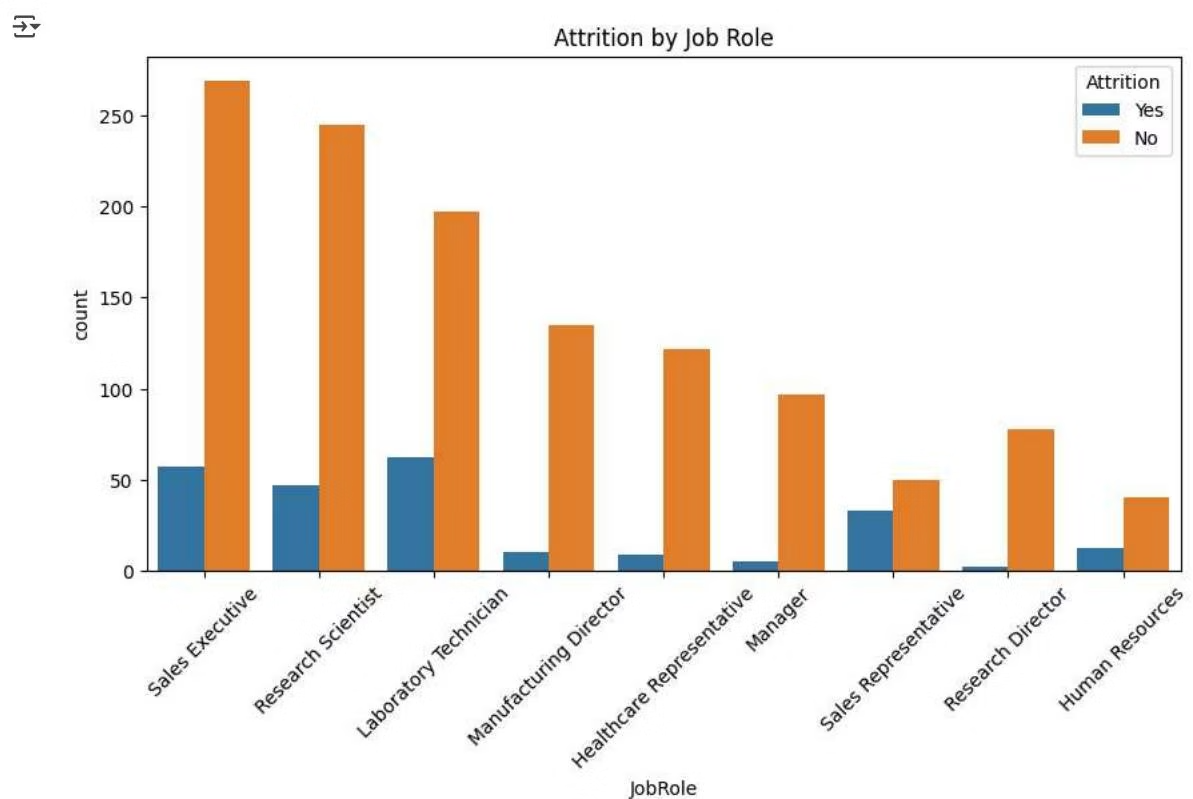 Attrition by Job Role
Attrition
Yes
No
250
200
150
100
50
0
count
Sales Executive
Research Scientist
Laboratory Technician
Manufacturing Director
Healthcare Representative
Manager
Sales Representative
Research Director
Human Resources
JobRole